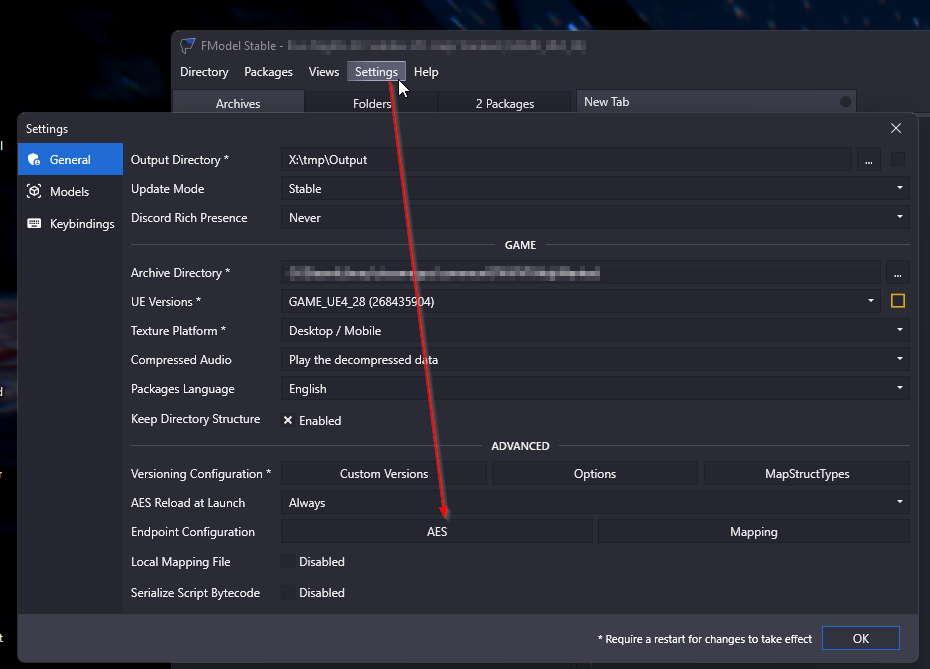 FModel Stable -
Directory Packages Views Settings Help
Archives Folders 2 Packages New Tab
Settings
General
Models
Keybindings
Output Directory * X:\tmp\Output ...
Update Mode Stable
Discord Rich Presence Never
GAME
Archive Directory * ...
UE Versions * GAME_UE4_28 (268435904)
Texture Platform * Desktop / Mobile
Compressed Audio Play the decompressed data
Packages Language English
Keep Directory Structure Enabled
ADVANCED
Versioning Configuration * Custom Versions Options MapStructTypes
AES Reload at Launch Always
Endpoint Configuration AES Mapping
Local Mapping File Disabled
Serialize Script Bytecode Disabled
* Require a restart for changes to take effect OK